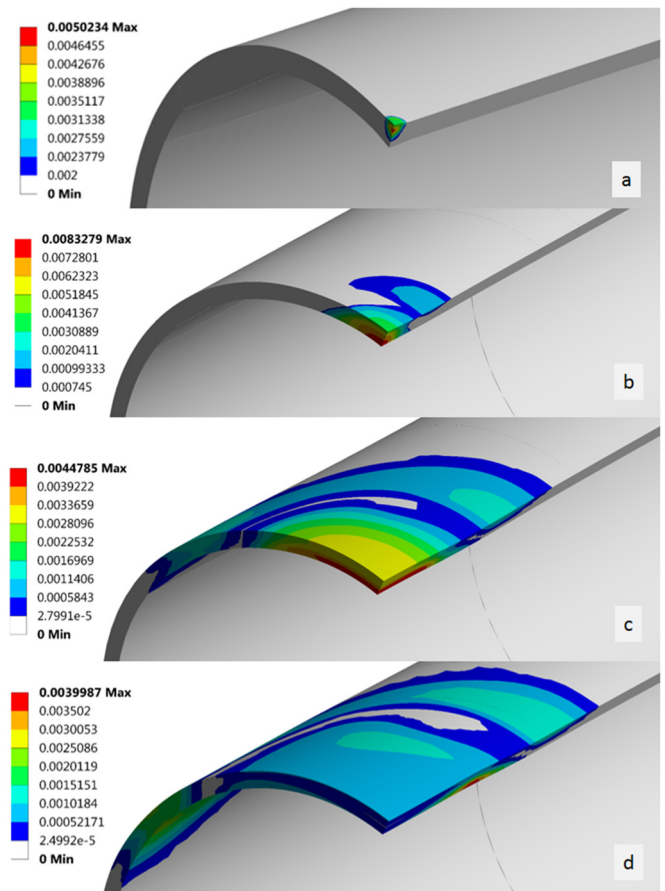 0.0050234 Max
0.0046455
0.0042676
0.0038896
0.0035117
0.0031338
0.0027559
0.0023779
0.002
0 Min
a
0.0083279 Max
0.0072801
0.0062323
0.0051845
0.0041367
0.0030889
0.0020411
0.00099333
0.000745
0 Min
b
0.0044785 Max
0.0039222
0.0033659
0.0028096
0.0022532
0.0016969
0.0011406
0.0005843
2.7991e-5
0 Min
c
0.0039987 Max
0.003502
0.0030053
0.0025086
0.0020119
0.0015151
0.0010184
0.00052171
2.4992e-5
0 Min
d